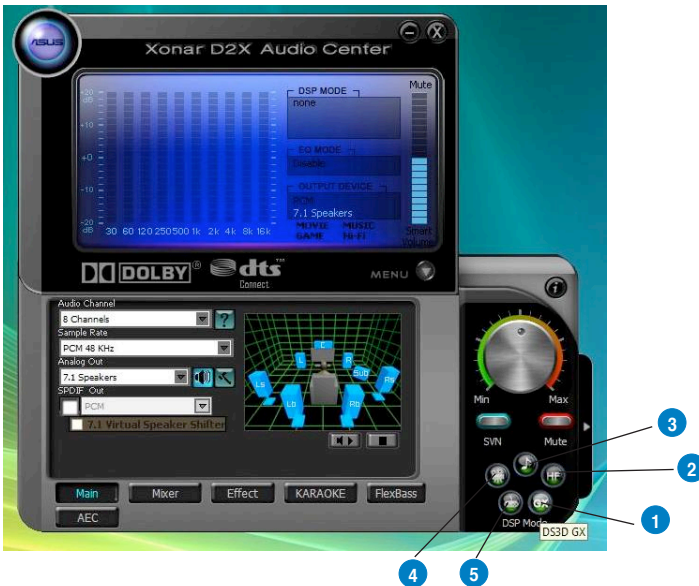 ASUS
Xonar D2X Audio Center
+20
dB
+10
+0
-10
-20
dB
30 60 120 250 500 1k 2k 4k 8k 16k
DSP MODE
none
EQ MODE
Disable
OUTPUT DEVICE
PCM
7.1 Speakers
MOVIE MUSIC
GAME HI-FI
Mute
Smart
Volume
DOLBY®
dts™
Connect
MENU
Audio Channel
8 Channels
?
Sample Rate
PCM 48 KHz
Analog Out
7.1 Speakers
SPDIF Out
PCM
7.1 Virtual Speaker Shifter
C
L
R
Sub
Ls
Rs
Lb
Rb
Main
Mixer
Effect
KARAOKE
FlexBass
AEC
i
Min
Max
SVN
Mute
HF
GX
DSP Mode
DS3D GX
3
2
1
4
5